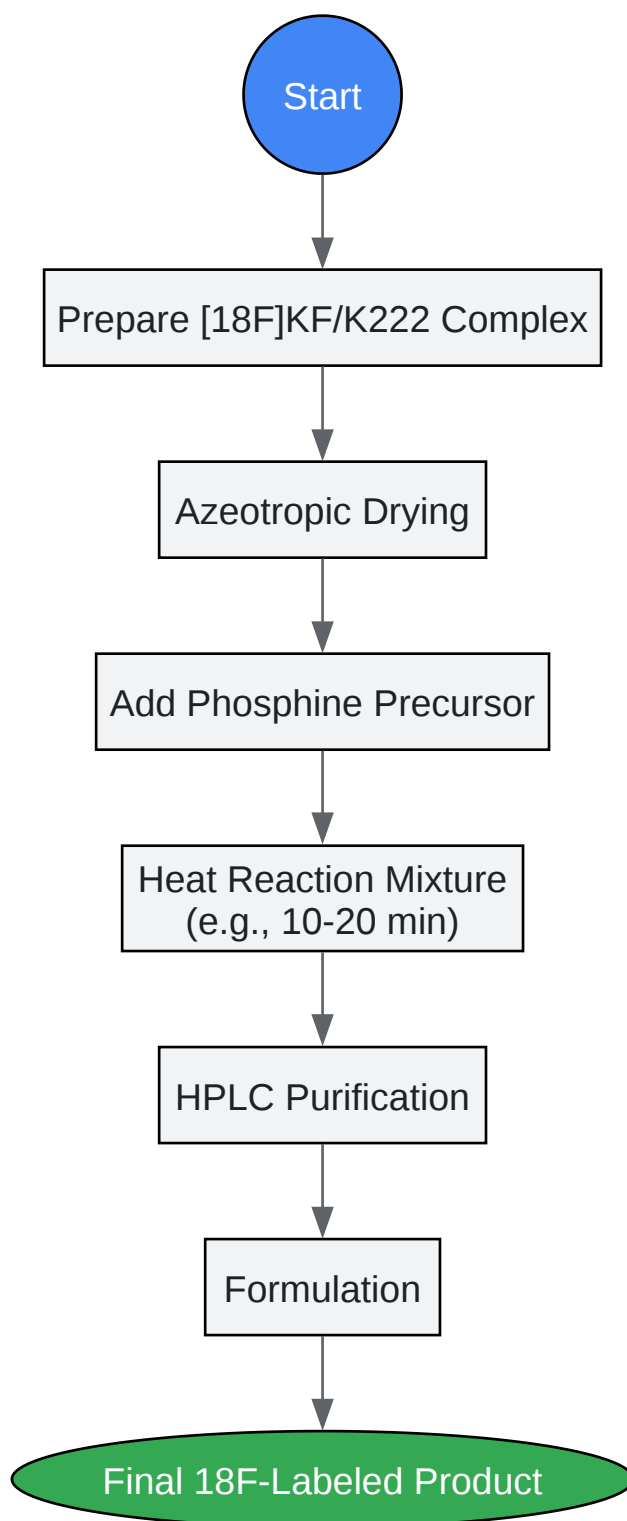 Start
Prepare [18F]KF/K222 Complex
Azeotropic Drying
Add Phosphine Precursor
Heat Reaction Mixture
(e.g., 10-20 min)
HPLC Purification
Formulation
Final 18F-Labeled Product